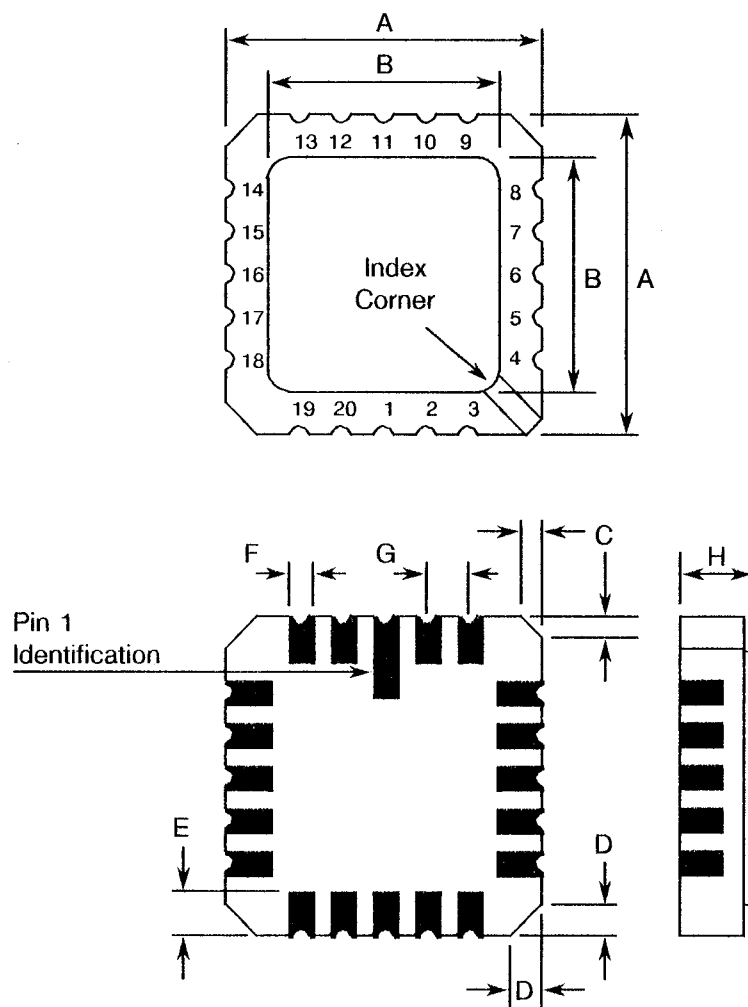 A
B
13 12 11 10 9
14 8
15 7
16 6
17 5
18 4
Index
Corner
B A
19 20 1 2 3
C
F G H
Pin 1
Identification
E D
D